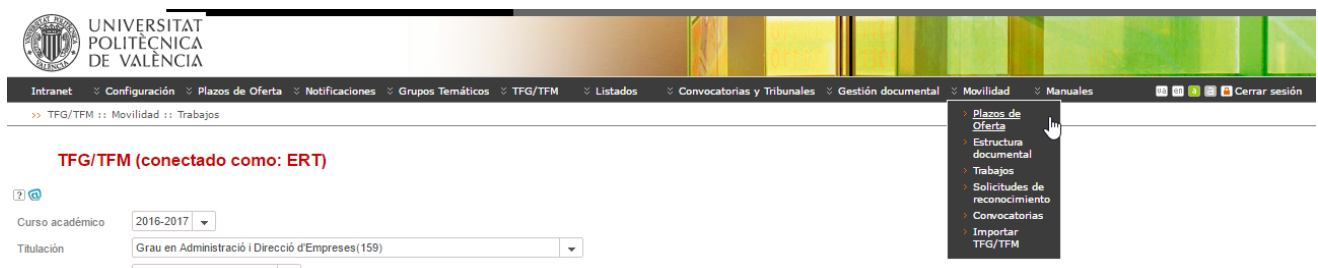 UNIVERSITAT
POLITÈCNICA
DE VALÈNCIA
Intranet Configuración Plazos de Oferta Notificaciones Grupos Temáticos TFG/TFM Listados Convocatorias y Tribunales Gestión documental Movilidad Manuales va en a a Cerrar sesión
>> TFG/TFM :: Movilidad :: Trabajos
> Plazos de
Oferta
> Estructura
documental
> Trabajos
> Solicitudes de
reconocimiento
> Convocatorias
> Importar
TFG/TFM
TFG/TFM (conectado como: ERT)
? @
Curso académico 2016-2017
Titulación Grau en Administració i Direcció d'Empreses(159)